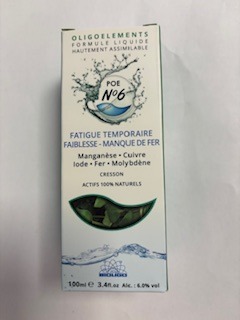 OLIGOELEMENTS
FORMULE LIQUIDE
HAUTEMENT ASSIMILABLE
POE
N°6
FATIGUE TEMPORAIRE
FAIBLESSE - MANQUE DE FER
Manganèse • Cuivre
Iode • Fer • Molybdène
CRESSON
ACTIFS 100% NATURELS
100ml e 3.4fl.oz Alc. : 6.0% vol